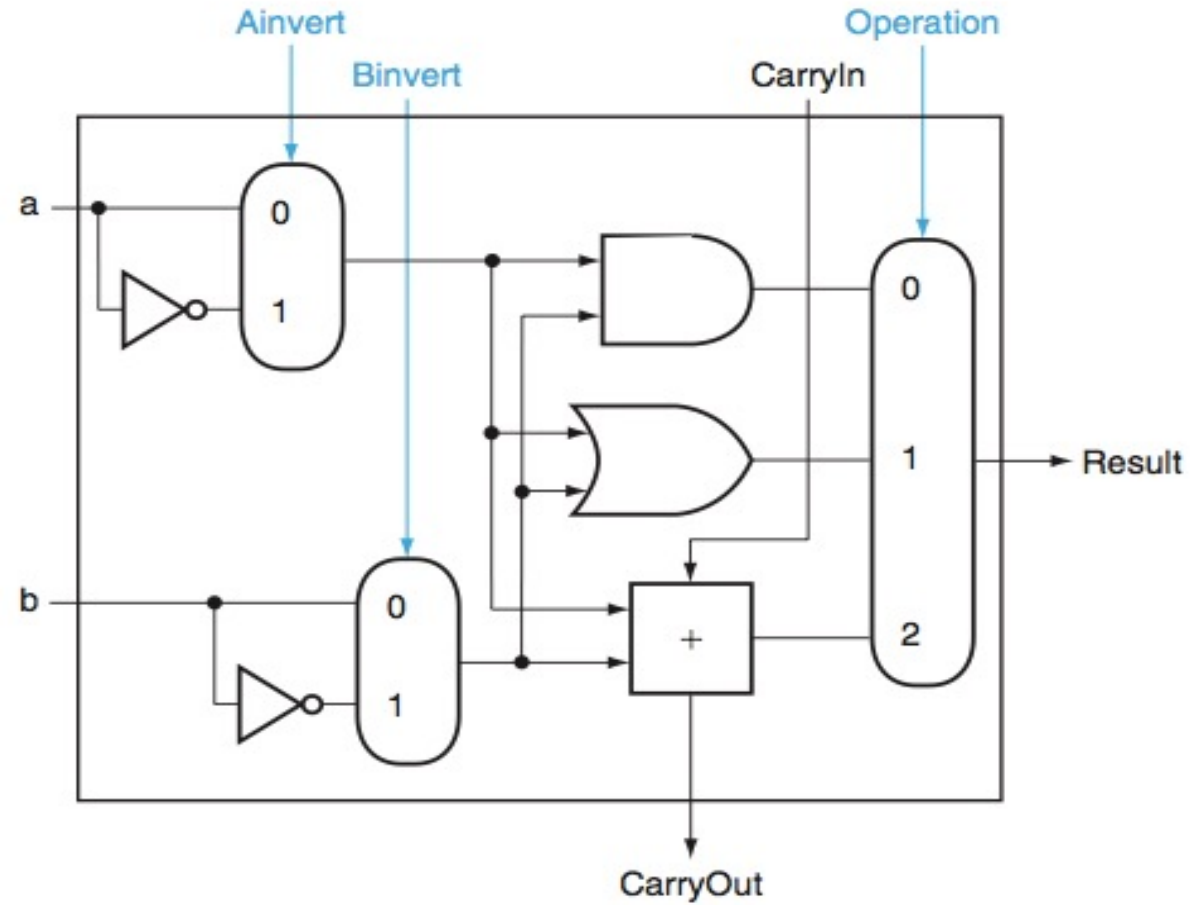 Ainvert
Operation
Binvert
CarryIn
a
0
1
0
1
Result
b
0
1
+
2
CarryOut